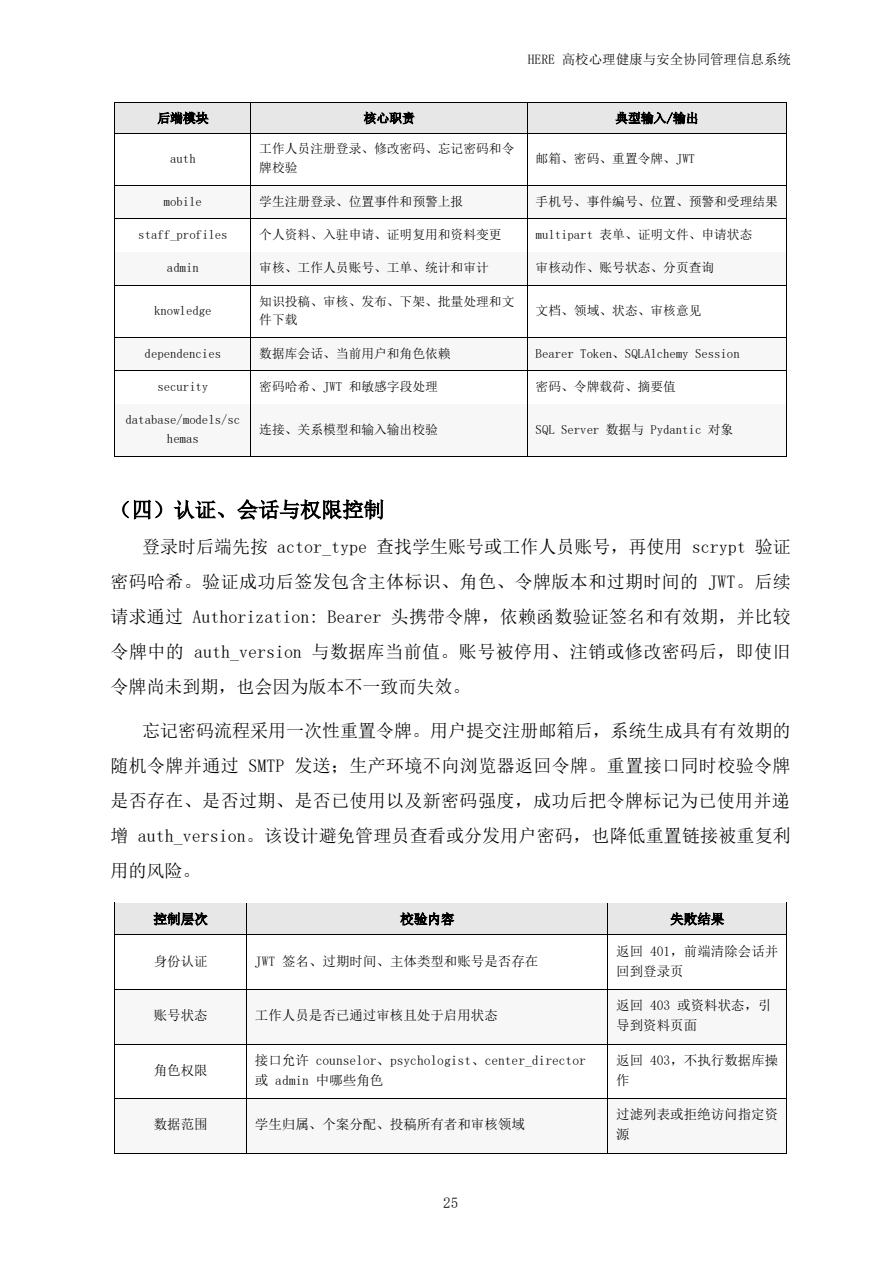 HERE 高校心理健康与安全协同管理信息系统
后端模块 核心职责 典型输入/输出
auth 工作人员注册登录、修改密码、忘记密码和令
牌校验 邮箱、密码、重置令牌、JWT
mobile 学生注册登录、位置事件和预警上报 手机号、事件编号、位置、预警和受理结果
staff_profiles 个人资料、入驻申请、证明复用和资料变更 multipart 表单、证明文件、申请状态
admin 审核、工作人员账号、工单、统计和审计 审核动作、账号状态、分页查询
knowledge 知识投稿、审核、发布、下架、批量处理和文
件下载 文档、领域、状态、审核意见
dependencies 数据库会话、当前用户和角色依赖 Bearer Token、SQLAlchemy Session
security 密码哈希、JWT 和敏感字段处理 密码、令牌载荷、摘要值
database/models/sc
hemas 连接、关系模型和输入输出校验 SQL Server 数据与 Pydantic 对象
（四）认证、会话与权限控制
登录时后端先按 actor_type 查找学生账号或工作人员账号，再使用 scrypt 验证
密码哈希。验证成功后签发包含主体标识、角色、令牌版本和过期时间的 JWT。后续
请求通过 Authorization: Bearer 头携带令牌，依赖函数验证签名和有效期，并比较
令牌中的 auth_version 与数据库当前值。账号被停用、注销或修改密码后，即使旧
令牌尚未到期，也会因为版本不一致而失效。
忘记密码流程采用一次性重置令牌。用户提交注册邮箱后，系统生成具有有效期的
随机令牌并通过 SMTP 发送；生产环境不向浏览器返回令牌。重置接口同时校验令牌
是否存在、是否过期、是否已使用以及新密码强度，成功后把令牌标记为已使用并递
增 auth_version。该设计避免管理员查看或分发用户密码，也降低重置链接被重复利
用的风险。
控制层次 校验内容 失败结果
身份认证 JWT 签名、过期时间、主体类型和账号是否存在 返回 401，前端清除会话并
回到登录页
账号状态 工作人员是否已通过审核且处于启用状态 返回 403 或资料状态，引
导到资料页面
角色权限 接口允许 counselor、psychologist、center_director
或 admin 中哪些角色 返回 403，不执行数据库操
作
数据范围 学生归属、个案分配、投稿所有者和审核领域 过滤列表或拒绝访问指定资
源
25